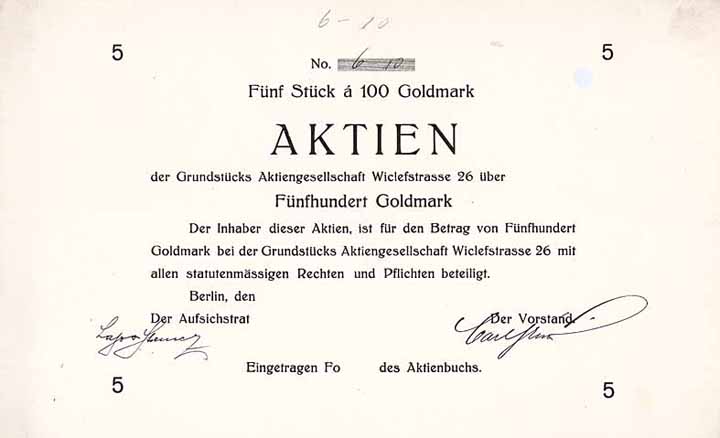 6-10
5 5
No. 6 10
Fünf Stück á 100 Goldmark
AKTIEN
der Grundstücks Aktiengesellschaft Wiclefstrasse 26 über
Fünfhundert Goldmark
Der Inhaber dieser Aktien, ist für den Betrag von Fünfhundert
Goldmark bei der Grundstücks Aktiengesellschaft Wiclefstrasse 26 mit
allen statutenmässigen Rechten und Pflichten beteiligt.
Berlin, den
Der Aufsichstrat Der Vorstand.
Carl
Eingetragen Fo des Aktienbuchs.
5 5